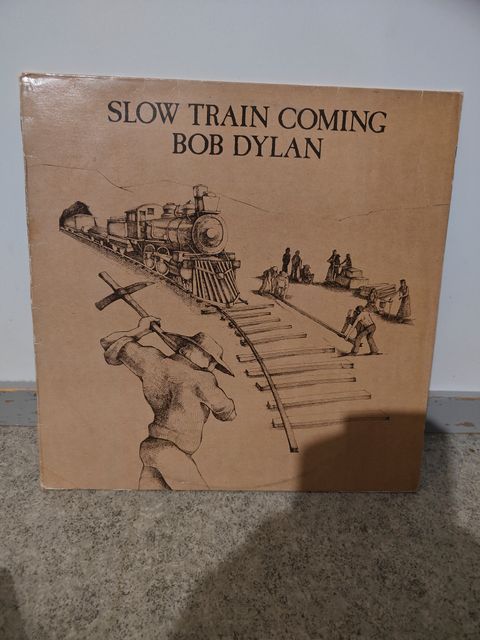 SLOW TRAIN COMING
BOB DYLAN